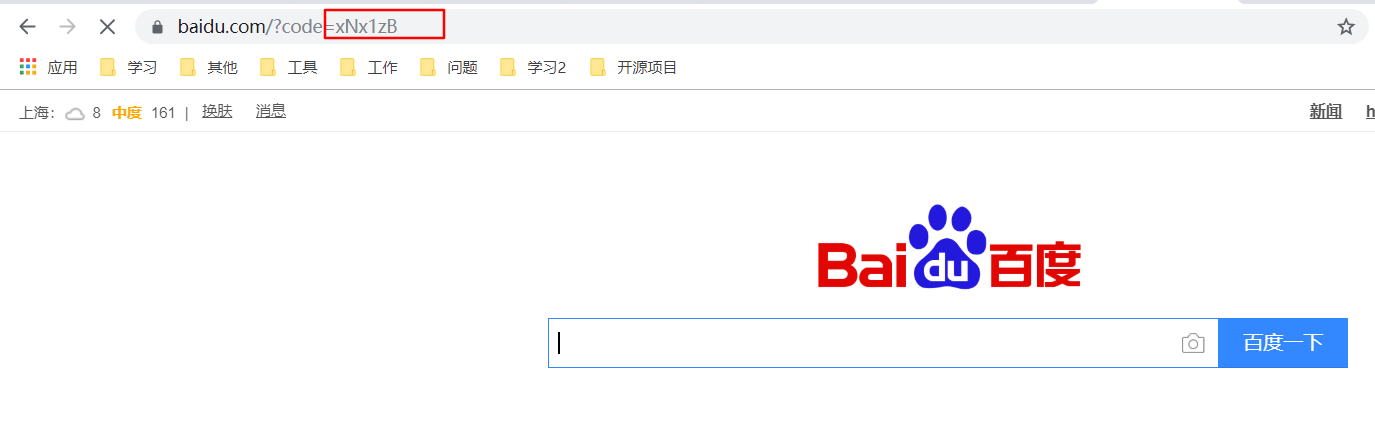 baidu.com/?code=xNx1zB
应用 学习 其他 工具 工作 问题 学习2 开源项目
上海： 8 中度 161 | 换肤 消息 新闻 h
Bai du 百度
百度一下